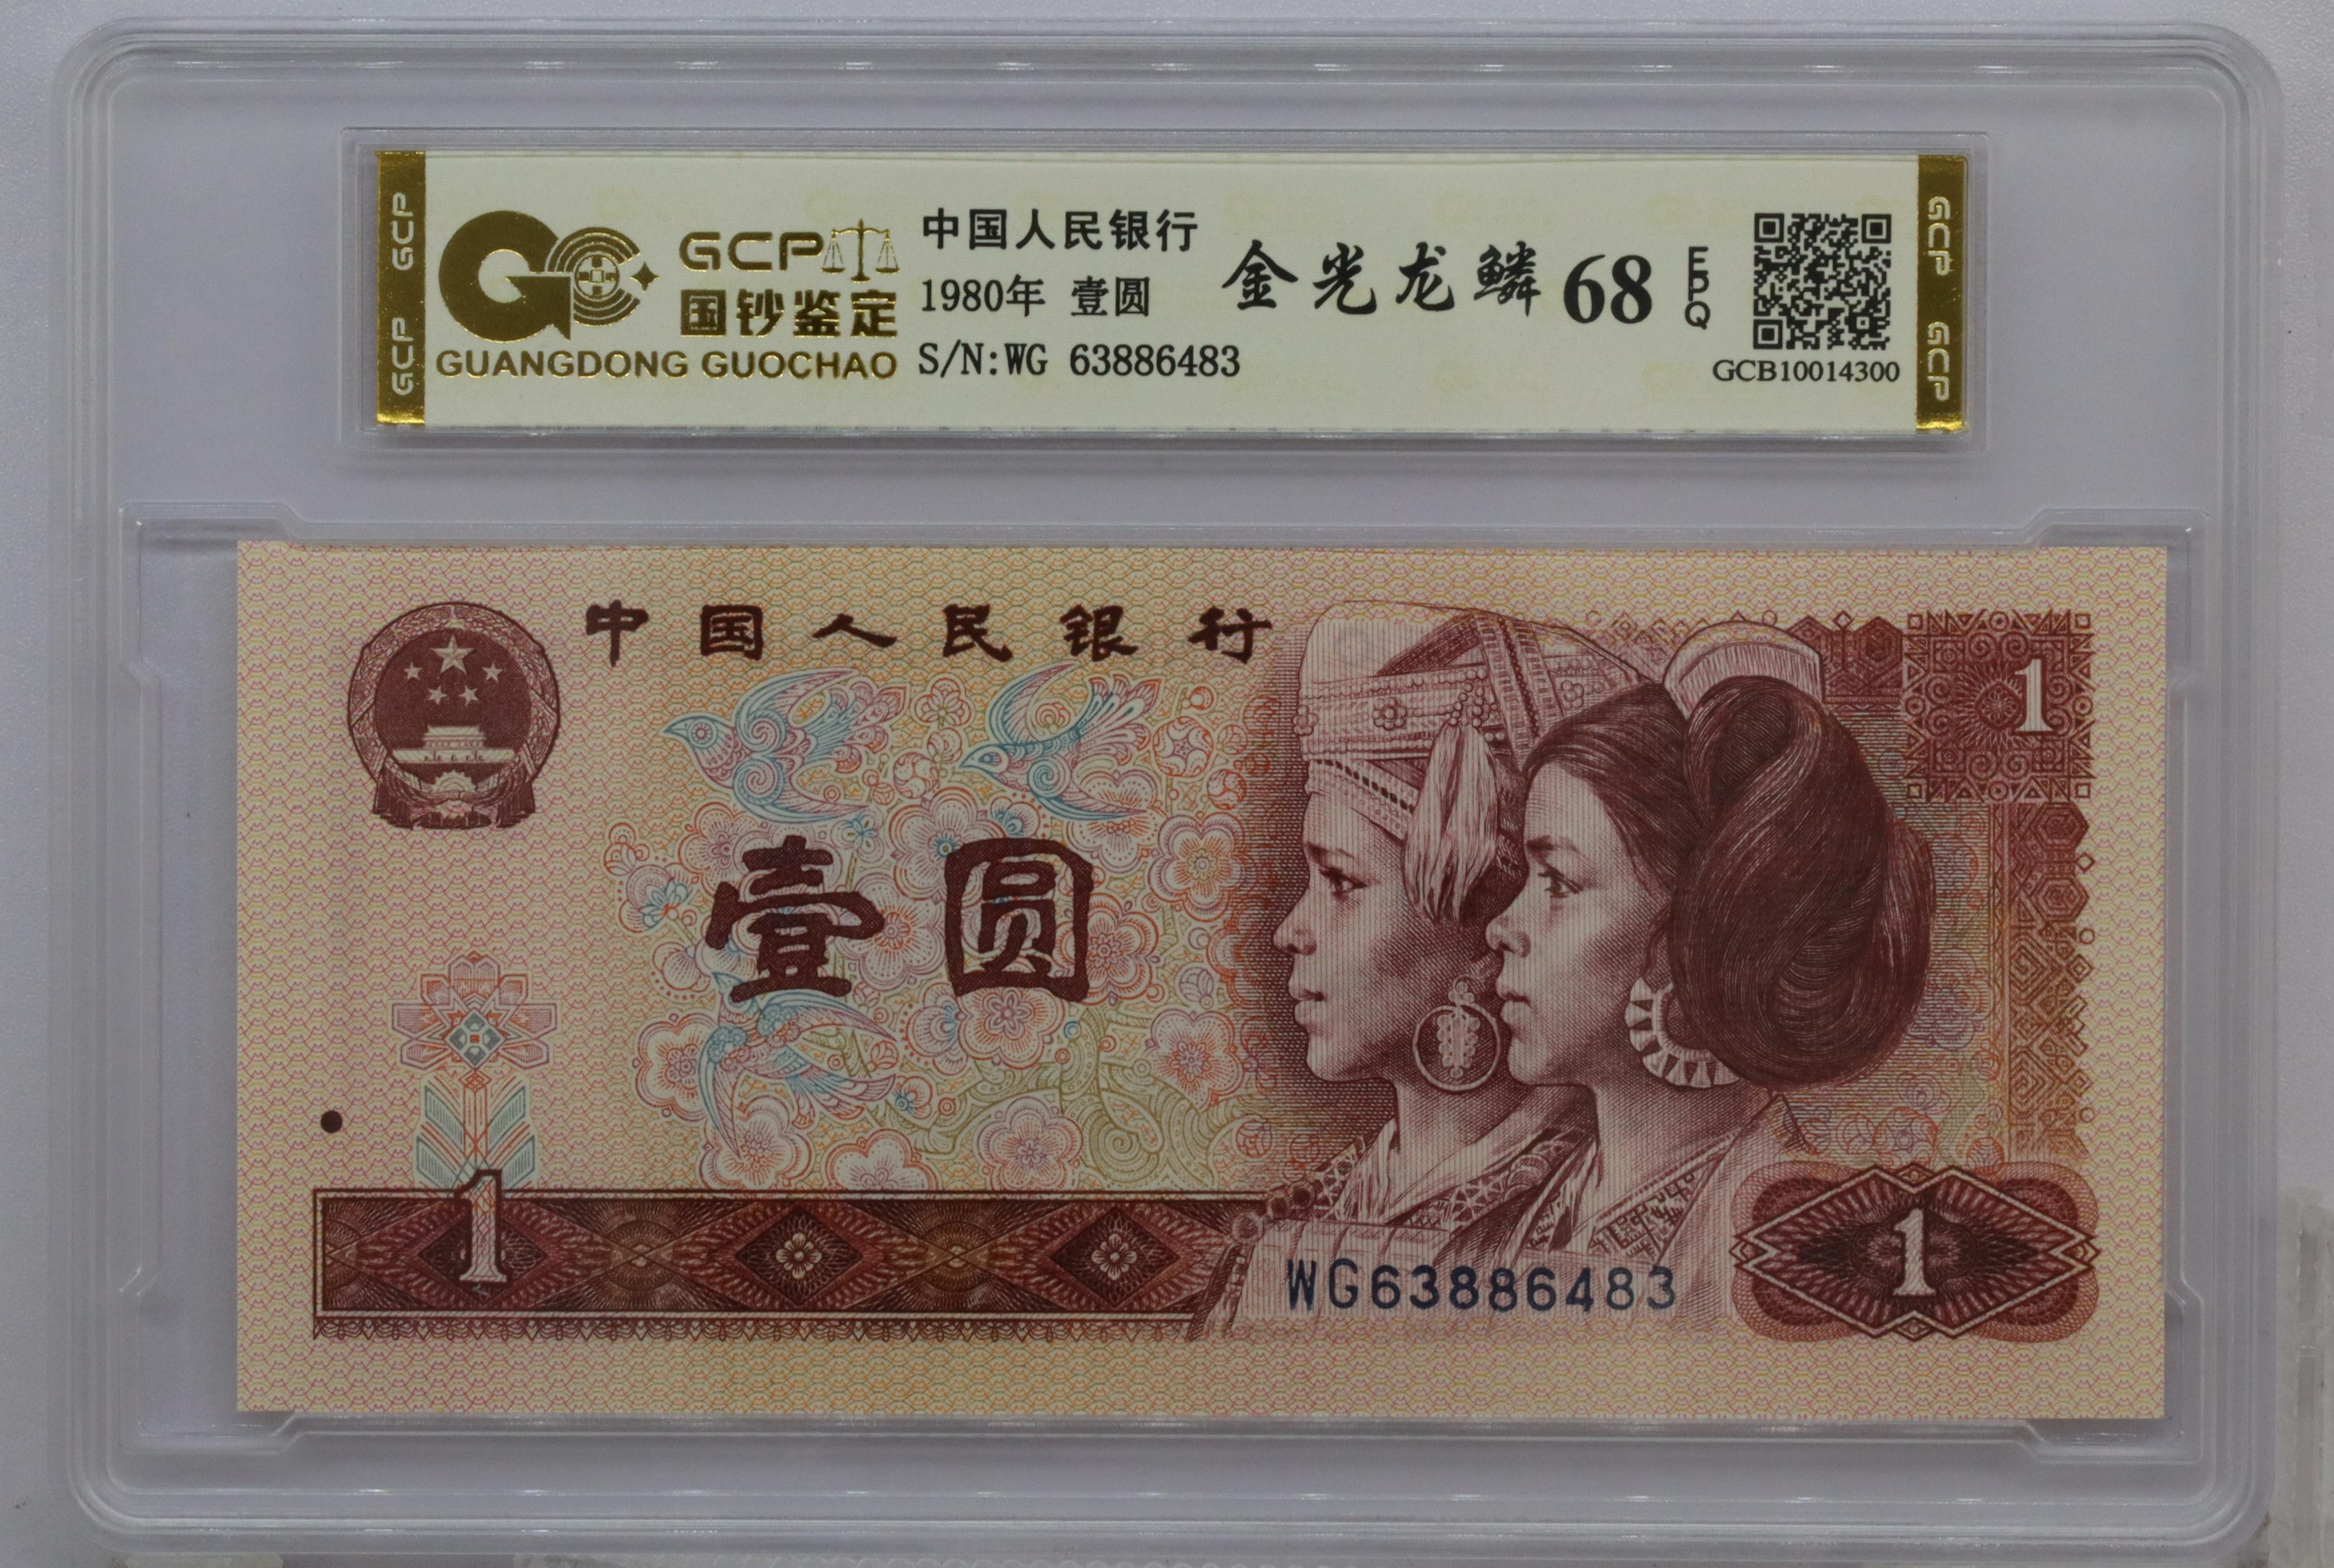 GCP GCP
GCP
国钞鉴定
GUANGDONG GUOCHAO
中国人民银行
1980年 壹圆
S/N:WG 63886483
金光龙鳞 68 EPQ
GCB10014300
GCP GCP
中国人民银行
1
壹圆
1
1
WG63886483